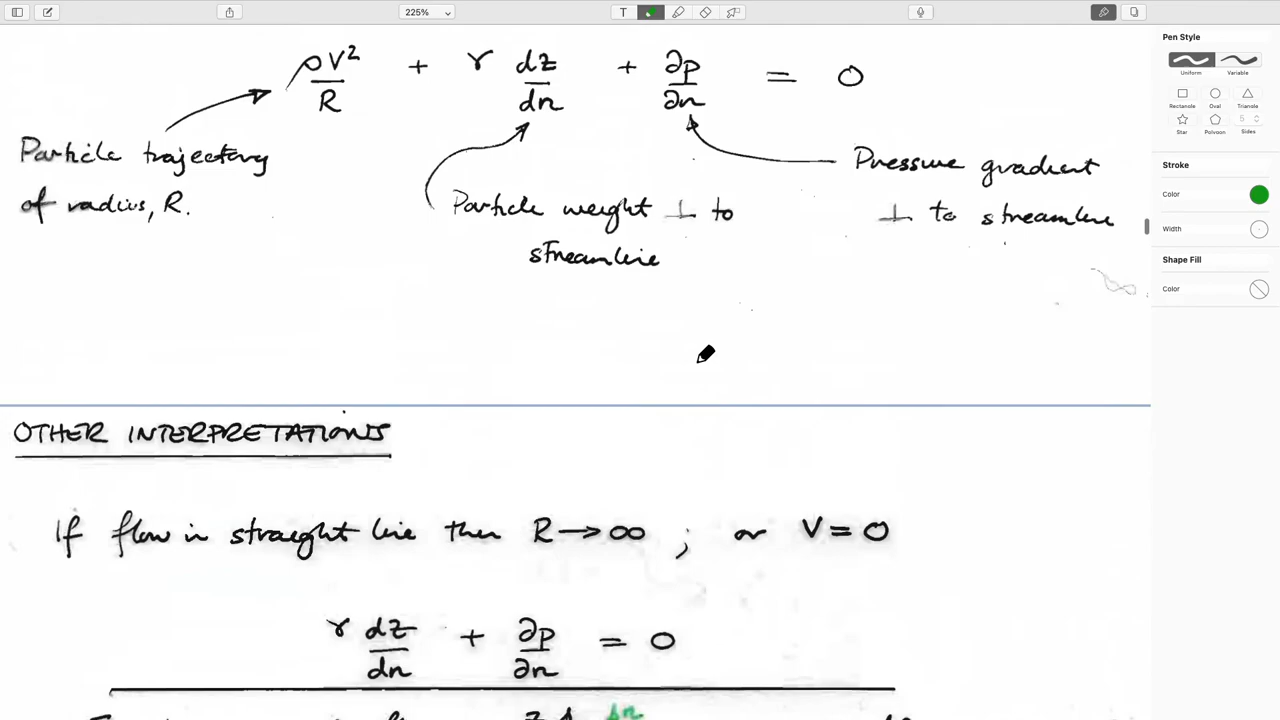 225%
T
Pen Style
Uniform
Variable
Rectangle
Oval
Triangle
Star
Polygon
5
Sides
Stroke
Color
Width
Shape Fill
Color
ρV²/R + γ dz/dn + ∂p/∂n = 0
Particle trajectory
of radius, R.
Particle weight ⊥ to
streamline
Pressure gradient
⊥ to streamline
OTHER INTERPRETATIONS
If flow in straight line then R → ∞ ; or V = 0
γ dz/dn + ∂p/∂n = 0